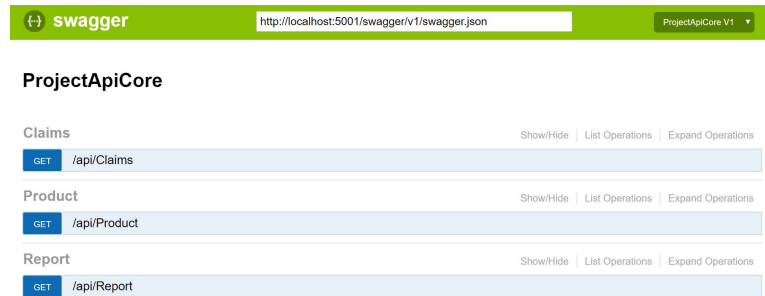 {···} swagger http://localhost:5001/swagger/v1/swagger.json ProjectApiCore V1 ▼
ProjectApiCore
Claims Show/Hide List Operations Expand Operations
GET /api/Claims
Product Show/Hide List Operations Expand Operations
GET /api/Product
Report Show/Hide List Operations Expand Operations
GET /api/Report